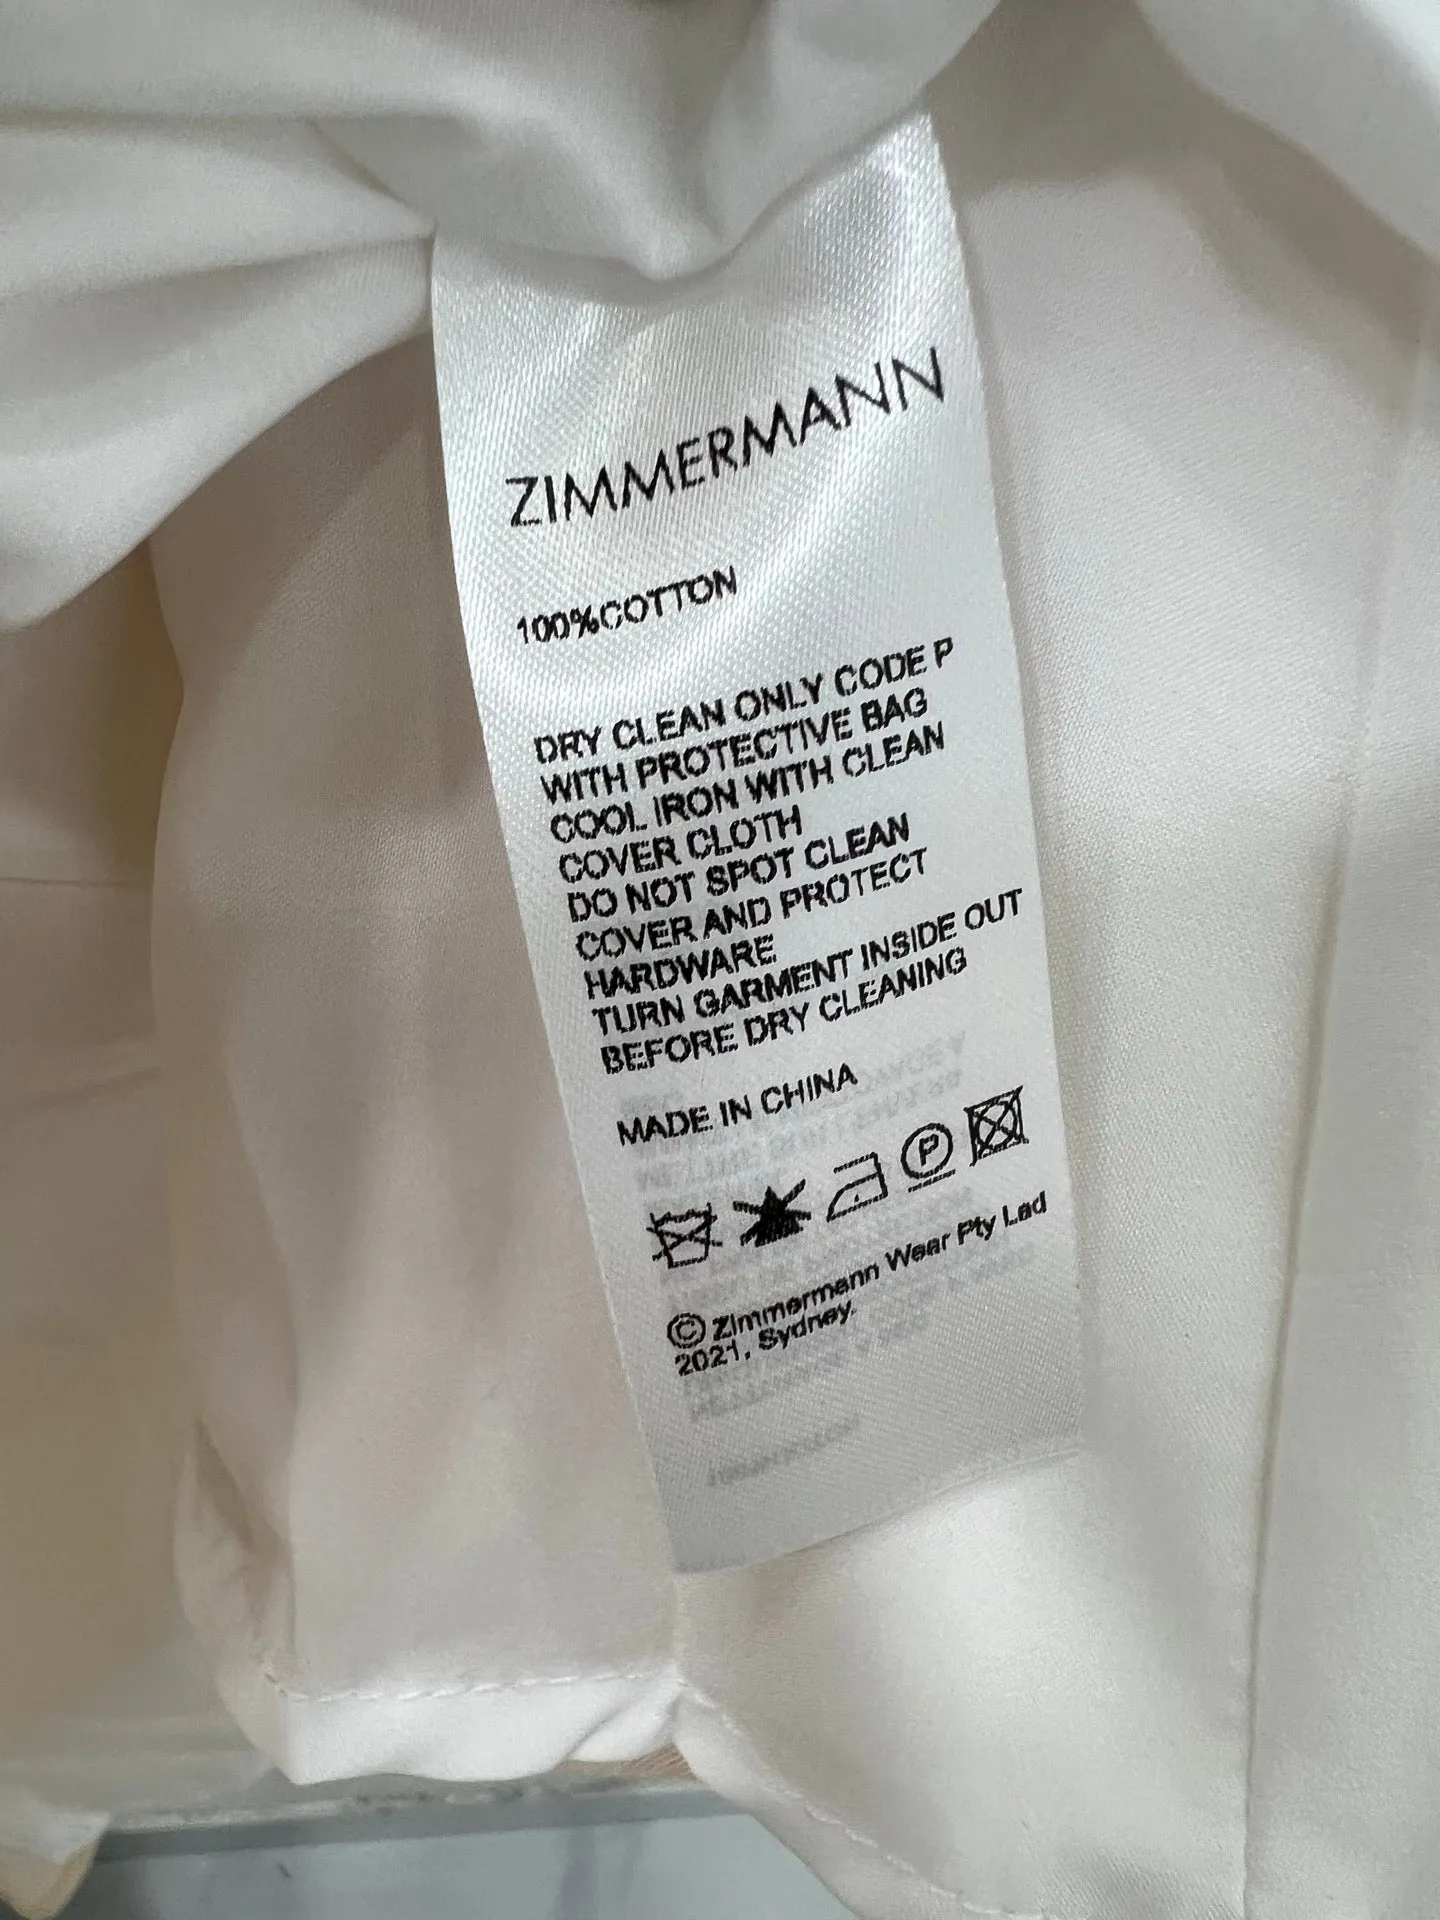 ZIMMERMANN
100%COTTON
DRY CLEAN ONLY CODE P
WITH PROTECTIVE BAG
COOL IRON WITH CLEAN
COVER CLOTH
DO NOT SPOT CLEAN
COVER AND PROTECT
HARDWARE
TURN GARMENT INSIDE OUT
BEFORE DRY CLEANING
MADE IN CHINA
P
© Zimmermann Wear Pty Lad
2021, Sydney.